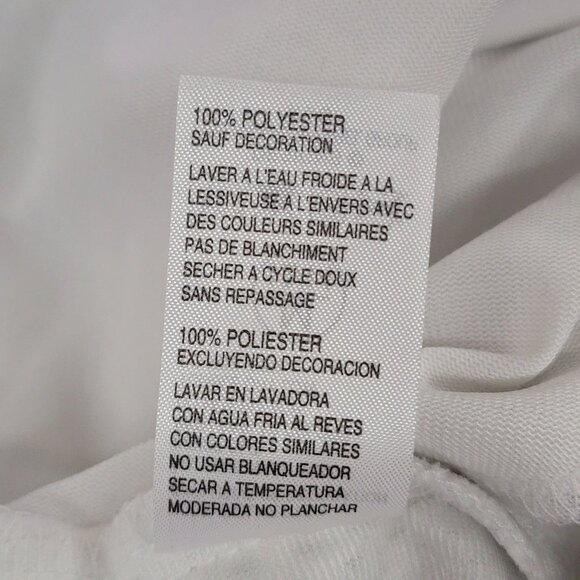 100% POLYESTER
SAUF DECORATION
LAVER A L'EAU FROIDE A LA
LESSIVEUSE A L'ENVERS AVEC
DES COULEURS SIMILAIRES
PAS DE BLANCHIMENT
SECHER A CYCLE DOUX
SANS REPASSAGE
100% POLIESTER
EXCLUYENDO DECORACION
LAVAR EN LAVADORA
CON AGUA FRIA AL REVES
CON COLORES SIMILARES
NO USAR BLANQUEADOR
SECAR A TEMPERATURA
MODERADA NO PLANCHAR